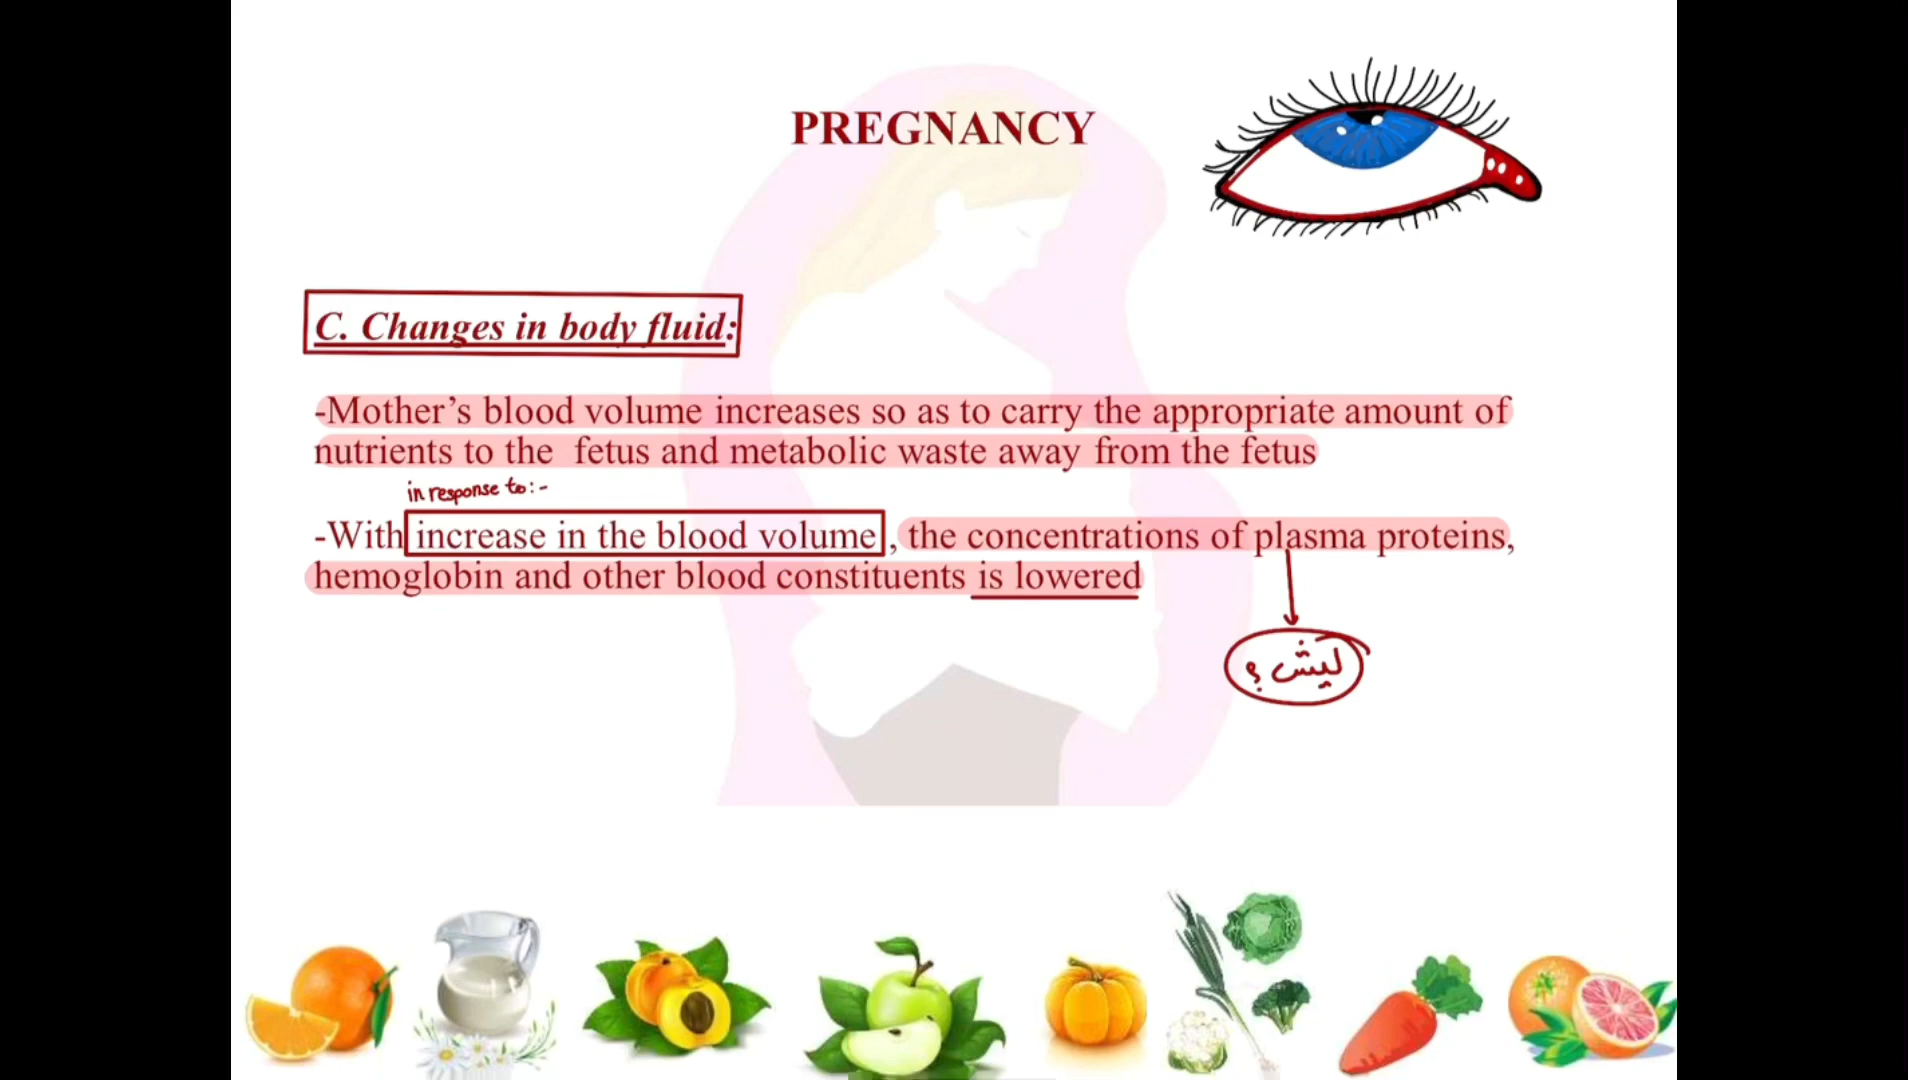 PREGNANCY
C. Changes in body fluid:
-Mother’s blood volume increases so as to carry the appropriate amount of
nutrients to the fetus and metabolic waste away from the fetus
in response to:-
-With increase in the blood volume , the concentrations of plasma proteins,
hemoglobin and other blood constituents is lowered
ليش؟